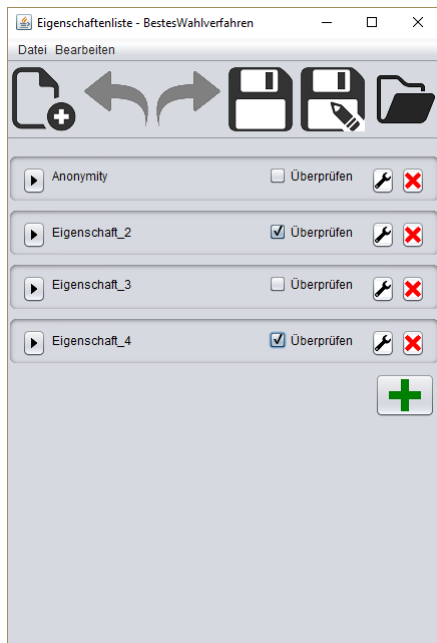 Eigenschaftenliste - BestesWahlverfahren
Datei Bearbeiten
Anonymity Überprüfen
Eigenschaft_2 Überprüfen
Eigenschaft_3 Überprüfen
Eigenschaft_4 Überprüfen